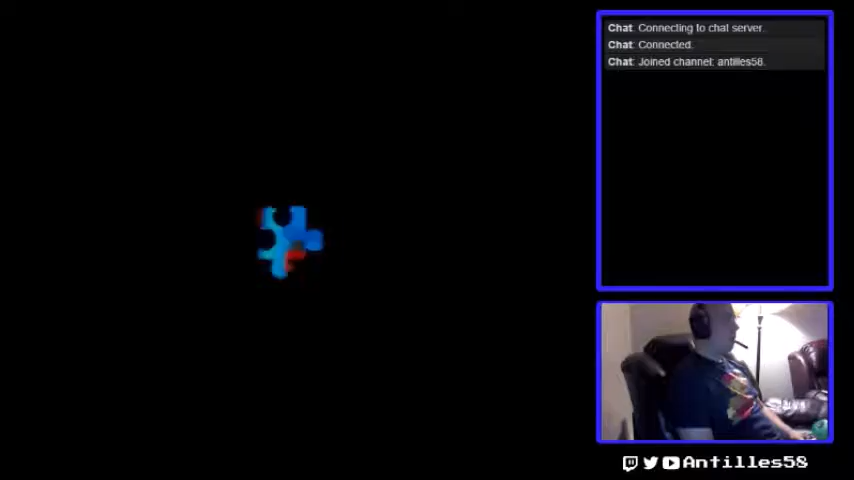 Chat: Connecting to chat server.
Chat: Connected.
Chat: Joined channel: antilles58.
Antilles58